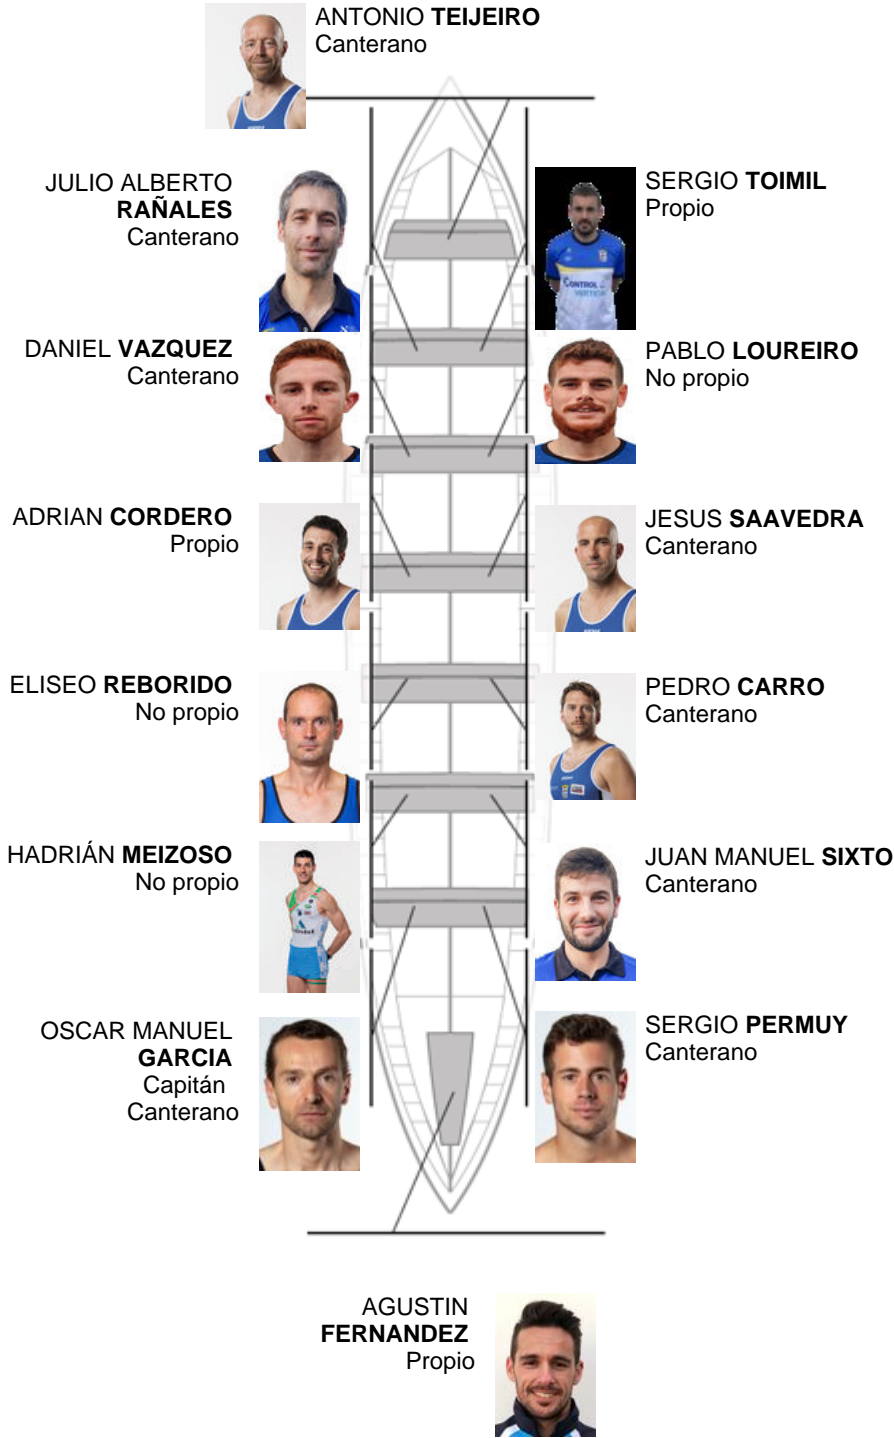 ANTONIO TEIJEIRO
Canterano
JULIO ALBERTO
RAÑALES
Canterano
SERGIO TOIMIL
Propio
CONTROL
VERTICAL
DANIEL VAZQUEZ
Canterano
PABLO LOUREIRO
No propio
ADRIAN CORDERO
Propio
JESUS SAAVEDRA
Canterano
ELISEO REBORIDO
No propio
PEDRO CARRO
Canterano
HADRIÁN MEIZOSO
No propio
JUAN MANUEL SIXTO
Canterano
OSCAR MANUEL
GARCIA
Capitán
Canterano
SERGIO PERMUY
Canterano
AGUSTIN
FERNANDEZ
Propio